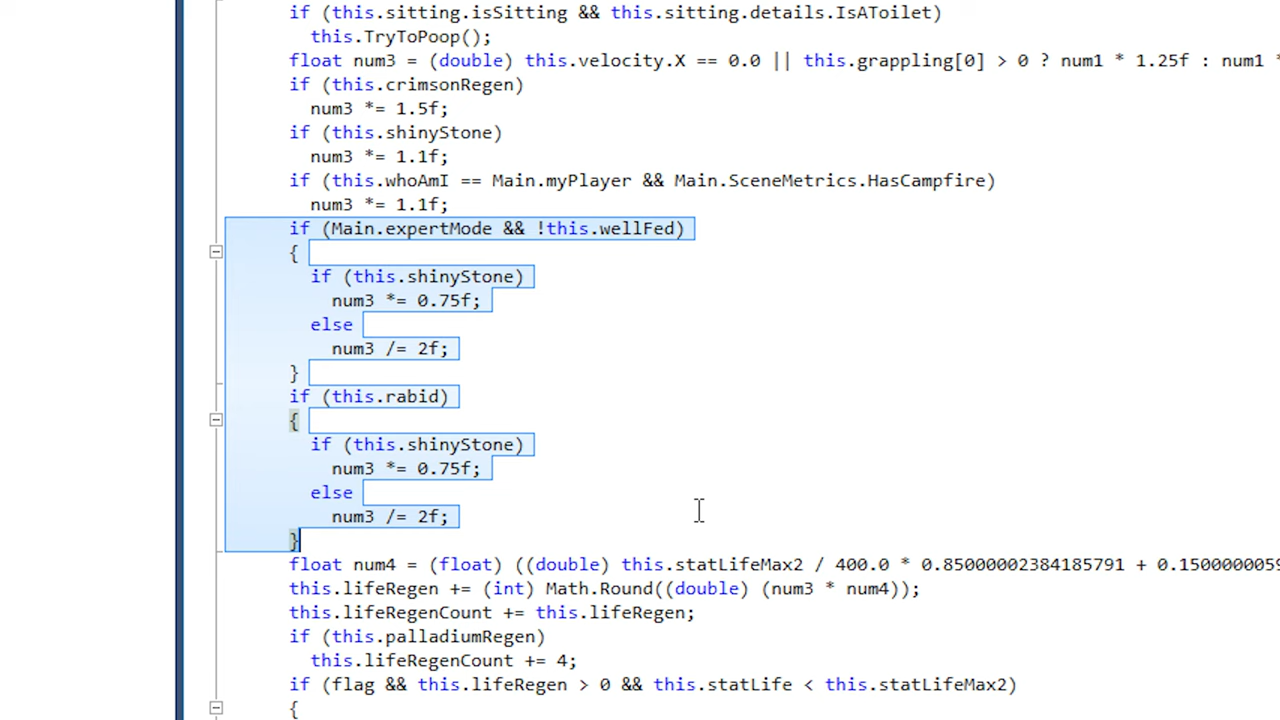 if (this.sitting.isSitting && this.sitting.details.IsAToilet)
this.TryToPoop();
float num3 = (double) this.velocity.X == 0.0 || this.grappling[0] > 0 ? num1 * 1.25f : num1 *
if (this.crimsonRegen)
num3 *= 1.5f;
if (this.shinyStone)
num3 *= 1.1f;
if (this.whoAmI == Main.myPlayer && Main.SceneMetrics.HasCampfire)
num3 *= 1.1f;
if (Main.expertMode && !this.wellFed)
{
if (this.shinyStone)
num3 *= 0.75f;
else
num3 /= 2f;
}
if (this.rabid)
{
if (this.shinyStone)
num3 *= 0.75f;
else
num3 /= 2f;
}
float num4 = (float) ((double) this.statLifeMax2 / 400.0 * 0.85000002384185791 + 0.1500000059
this.lifeRegen += (int) Math.Round((double) (num3 * num4));
this.lifeRegenCount += this.lifeRegen;
if (this.palladiumRegen)
this.lifeRegenCount += 4;
if (flag && this.lifeRegen > 0 && this.statLife < this.statLifeMax2)
{